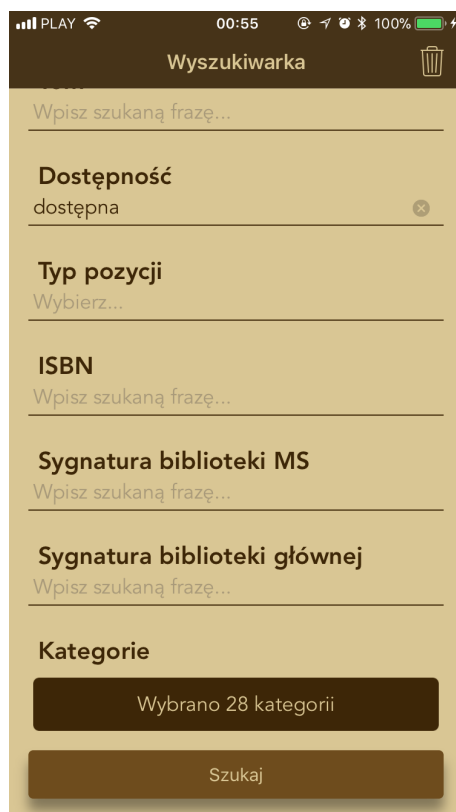 PLAY 00:55 100%
Wyszukiwarka
Wpisz szukaną frazę...
Dostępność
dostępna
Typ pozycji
Wybierz...
ISBN
Wpisz szukaną frazę...
Sygnatura biblioteki MS
Wpisz szukaną frazę...
Sygnatura biblioteki głównej
Wpisz szukaną frazę...
Kategorie
Wybrano 28 kategorii
Szukaj